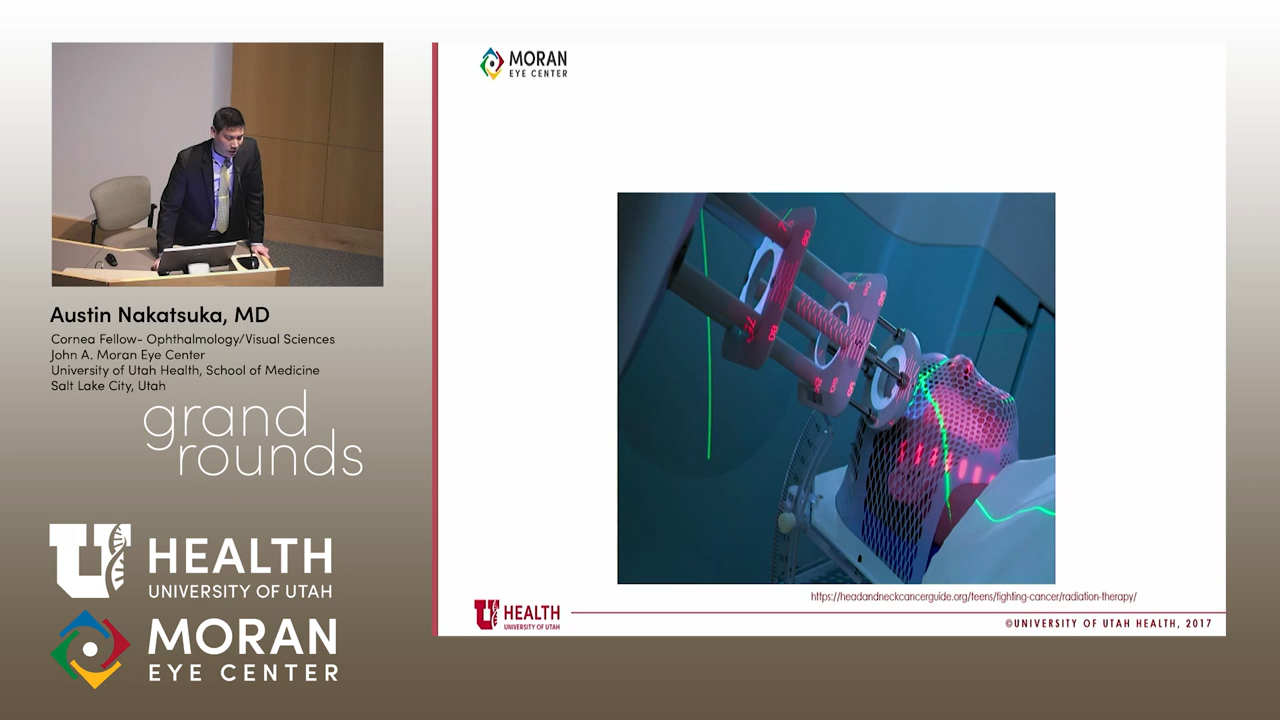 MORAN
EYE CENTER
Austin Nakatsuka, MD
Cornea Fellow- Ophthalmology/Visual Sciences
John A. Moran Eye Center
University of Utah Health, School of Medicine
Salt Lake City, Utah
grand
rounds
U HEALTH
UNIVERSITY OF UTAH
MORAN
EYE CENTER
https://headandneckcancerguide.org/teens/fighting-cancer/radiation-therapy/
U HEALTH
UNIVERSITY OF UTAH
©UNIVERSITY OF UTAH HEALTH, 2017